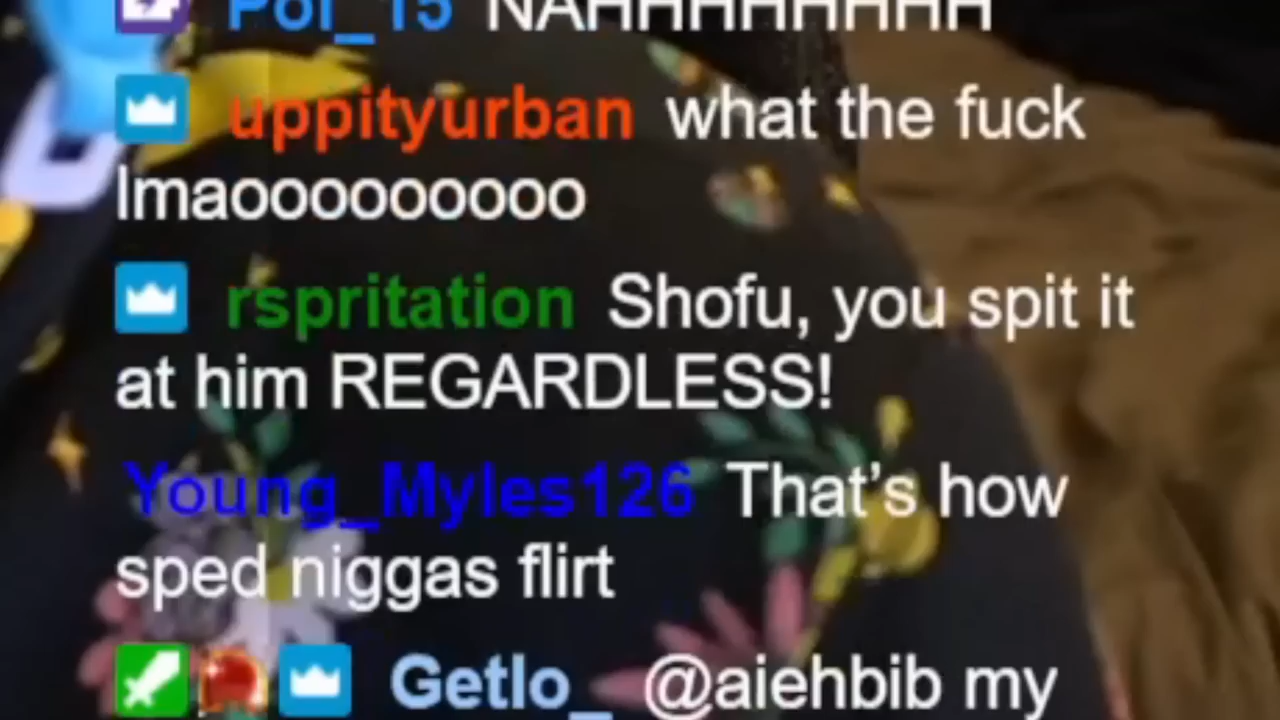 Pol_15 NAHHHHHHHH
uppityurban what the fuck
lmaoooooooooo
rspritation Shofu, you spit it
at him REGARDLESS!
Young_Myles126 That's how
sped niggas flirt
Getlo_ @aiehbib my